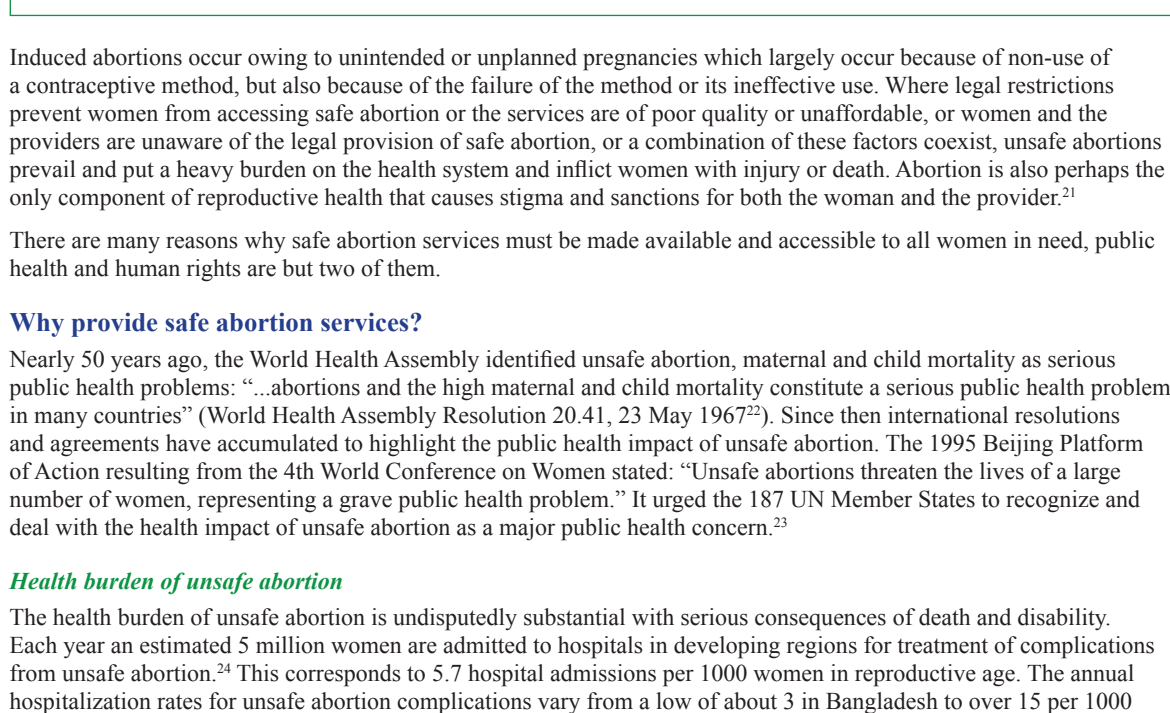 Induced abortions occur owing to unintended or unplanned pregnancies which largely occur because of non-use of
a contraceptive method, but also because of the failure of the method or its ineffective use. Where legal restrictions
prevent women from accessing safe abortion or the services are of poor quality or unaffordable, or women and the
providers are unaware of the legal provision of safe abortion, or a combination of these factors coexist, unsafe abortions
prevail and put a heavy burden on the health system and inflict women with injury or death. Abortion is also perhaps the
only component of reproductive health that causes stigma and sanctions for both the woman and the provider.21
There are many reasons why safe abortion services must be made available and accessible to all women in need, public
health and human rights are but two of them.
Why provide safe abortion services?
Nearly 50 years ago, the World Health Assembly identified unsafe abortion, maternal and child mortality as serious
public health problems: “...abortions and the high maternal and child mortality constitute a serious public health problem
in many countries” (World Health Assembly Resolution 20.41, 23 May 196722). Since then international resolutions
and agreements have accumulated to highlight the public health impact of unsafe abortion. The 1995 Beijing Platform
of Action resulting from the 4th World Conference on Women stated: “Unsafe abortions threaten the lives of a large
number of women, representing a grave public health problem.” It urged the 187 UN Member States to recognize and
deal with the health impact of unsafe abortion as a major public health concern.23
Health burden of unsafe abortion
The health burden of unsafe abortion is undisputedly substantial with serious consequences of death and disability.
Each year an estimated 5 million women are admitted to hospitals in developing regions for treatment of complications
from unsafe abortion.24 This corresponds to 5.7 hospital admissions per 1000 women in reproductive age. The annual
hospitalization rates for unsafe abortion complications vary from a low of about 3 in Bangladesh to over 15 per 1000